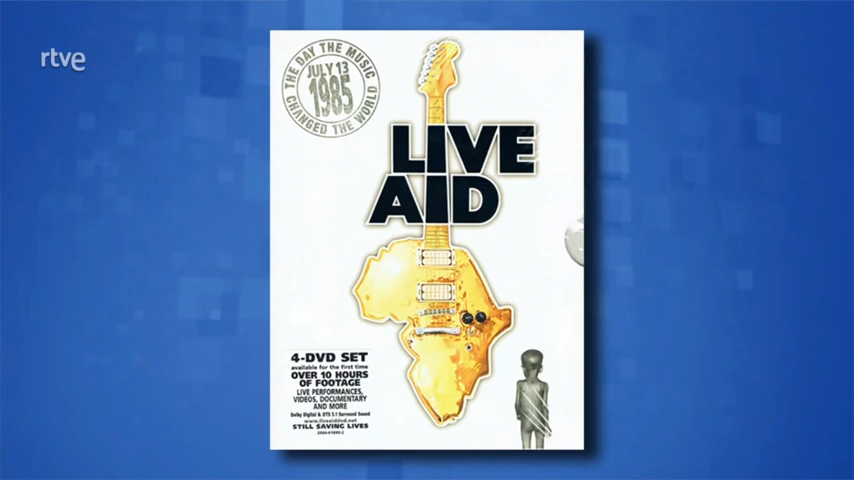 rtve
THE DAY THE MUSIC
JULY 13
1985
CHANGED THE WORLD
LIVE
AID
4-DVD SET
available for the first time
OVER 10 HOURS
OF FOOTAGE
LIVE PERFORMANCES,
VIDEOS, DOCUMENTARY
AND MORE
Dolby Digital & DTS 5.1 Surround Sound
www.liveaiddvd.net
STILL SAVING LIVES